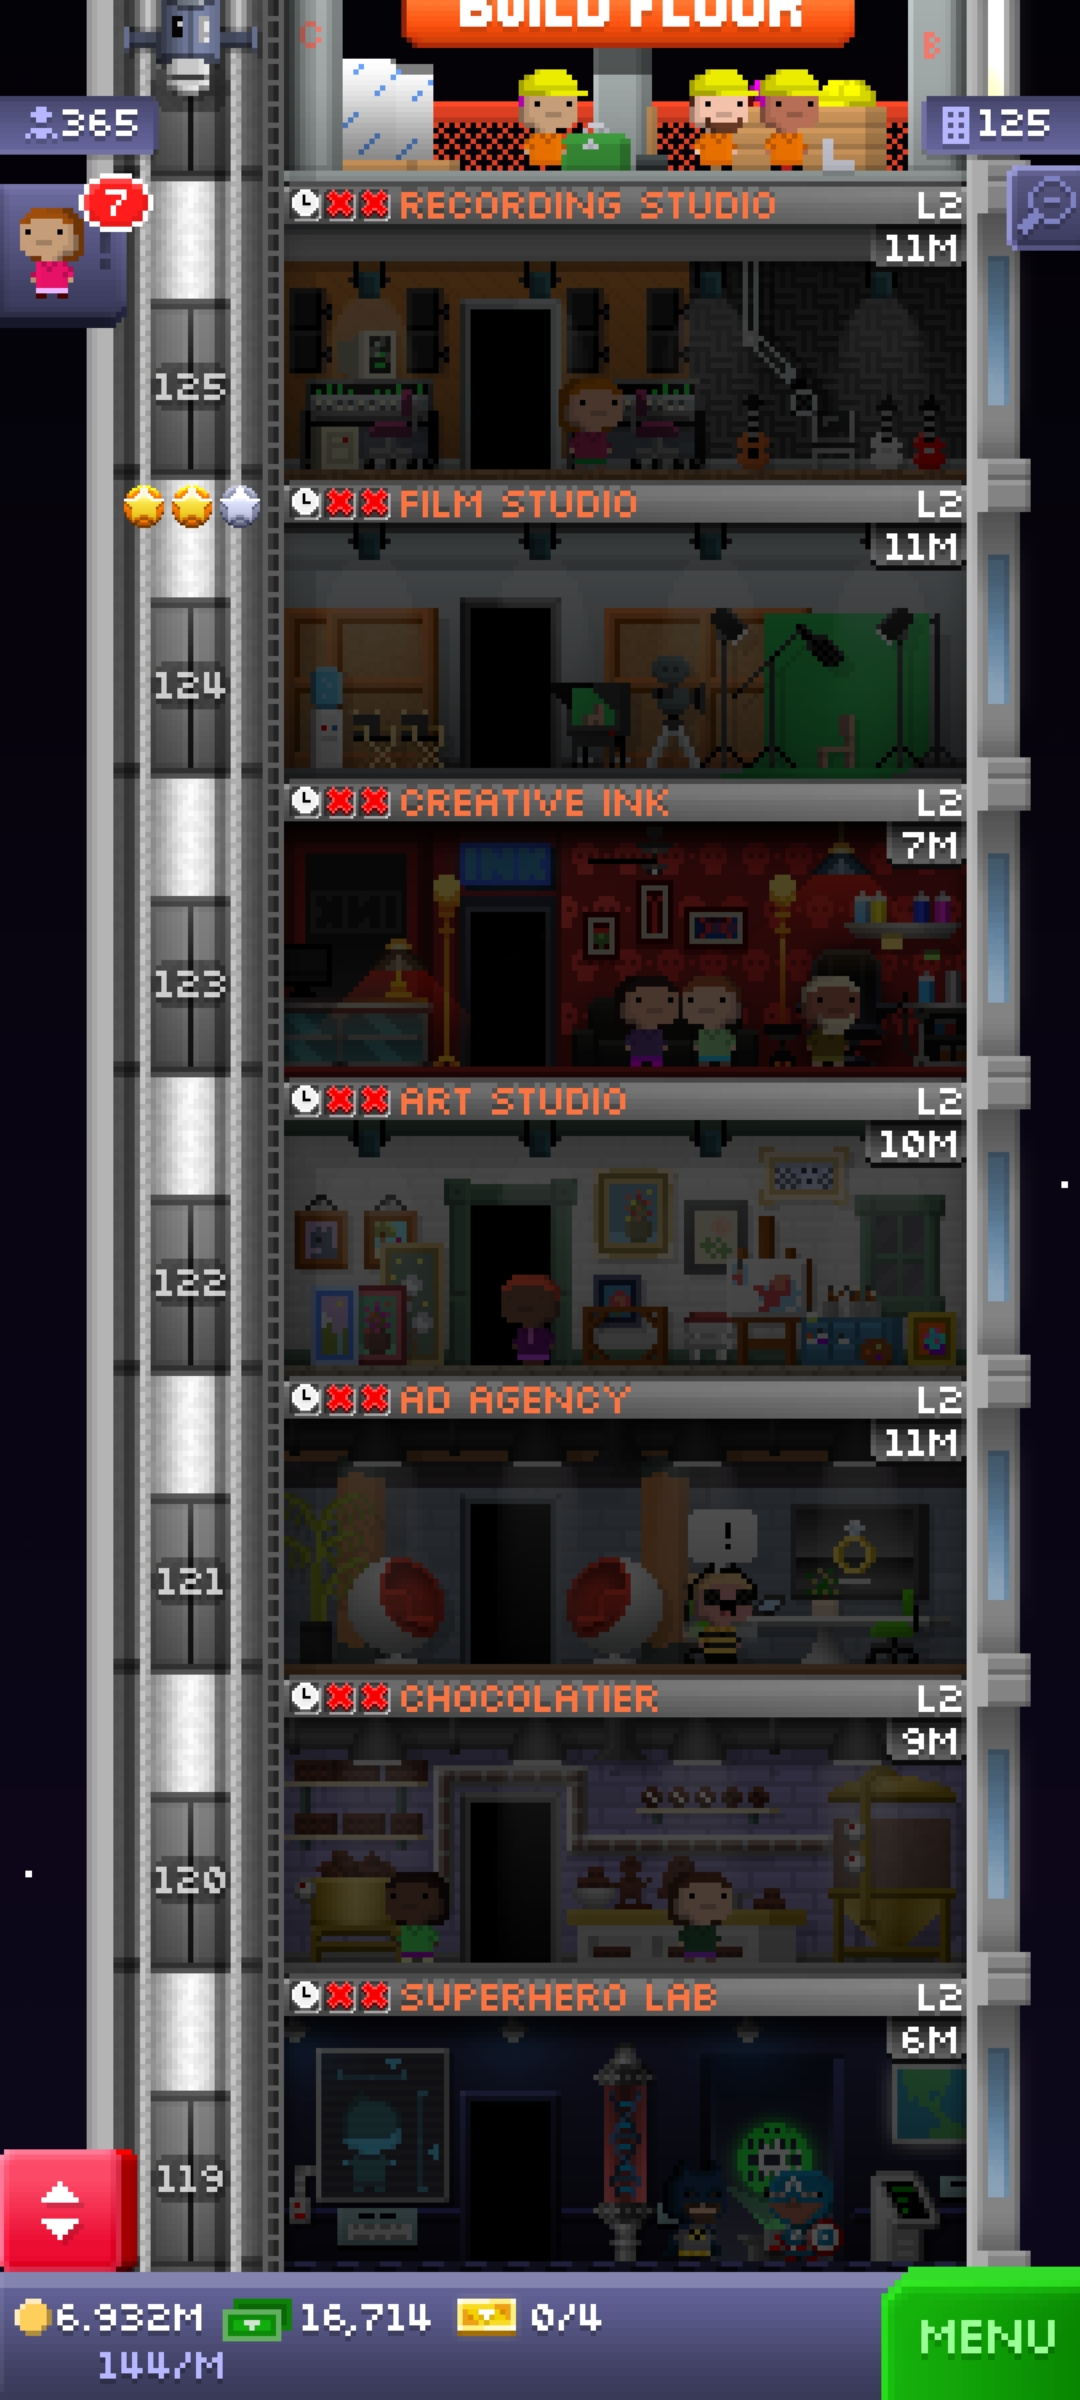 BUILD FLOOR
C
B
365
125
7
RECORDING STUDIO L2
11M
125
FILM STUDIO L2
11M
124
CREATIVE INK L2
7M
INK
INK
123
ART STUDIO L2
10M
122
AD AGENCY L2
11M
!
121
CHOCOLATIER L2
9M
120
SUPERHERO LAB L2
6M
119
6.932M 16,714 0/4
144/M
MENU